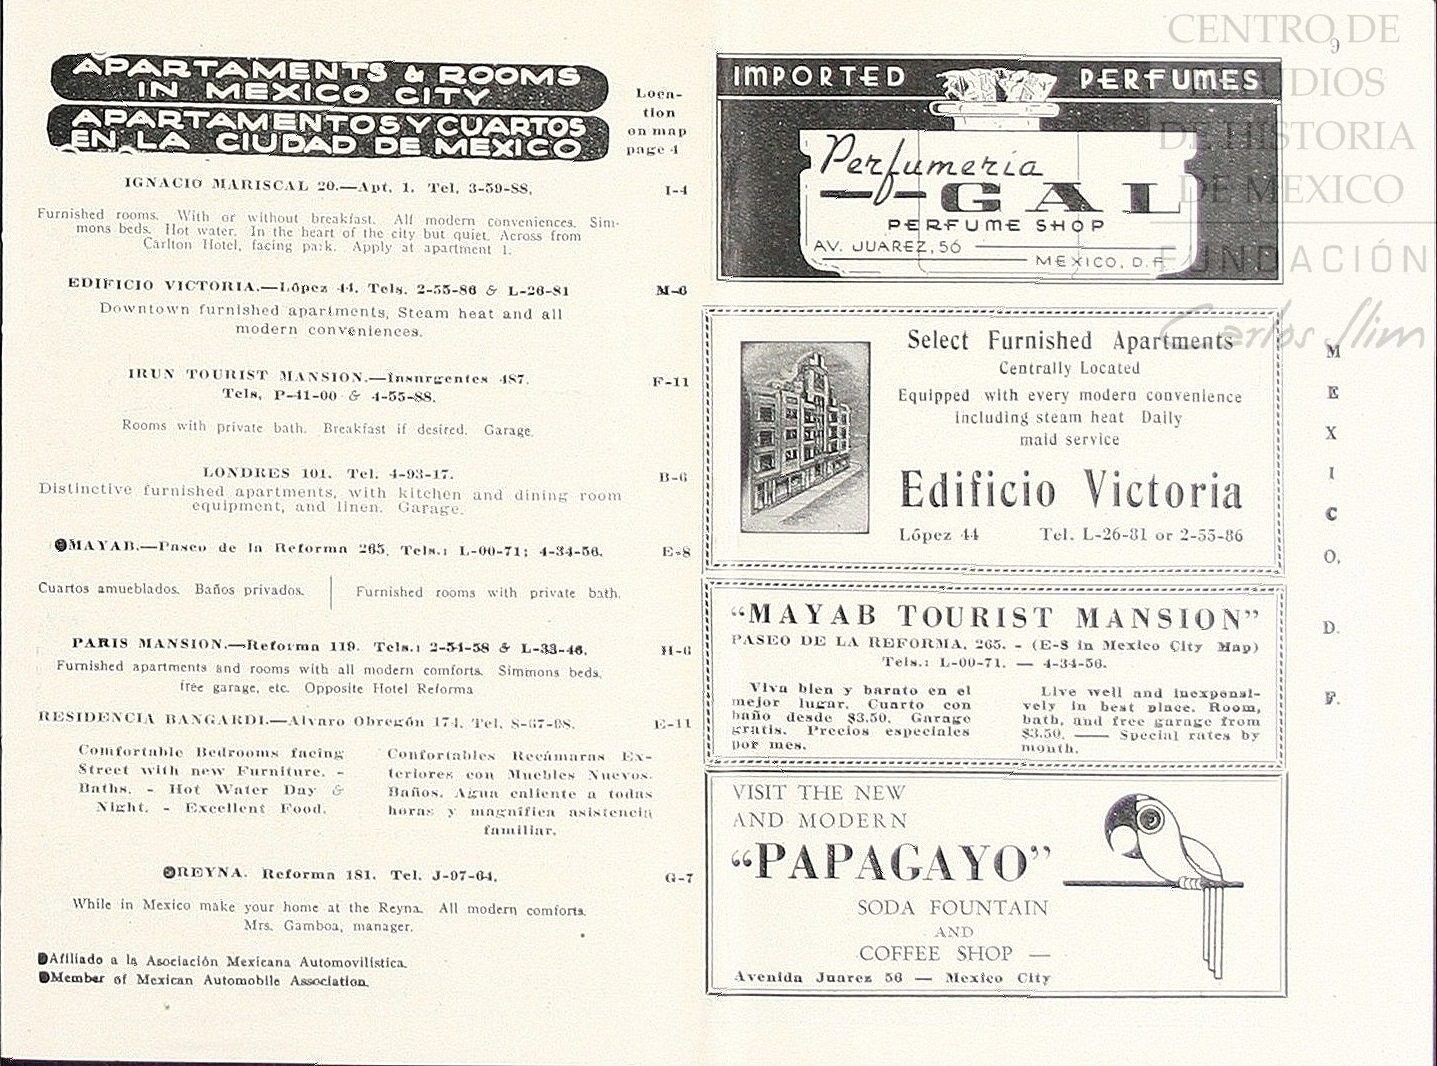 APARTAMENTS & ROOMS
IN MEXICO CITY
APARTAMENTOS Y CUARTOS
EN LA CIUDAD DE MEXICO
Loca-
tion
on map
page 4
IGNACIO MARISCAL 20.—Apt. 1. Tel. 3-59-88.
I-4
Furnished rooms. With or without breakfast. All modern conveniences. Sim-
mons beds. Hot water. In the heart of the city but quiet. Across from
Carlton Hotel, facing park. Apply at apartment 1.
EDIFICIO VICTORIA.—López 44. Tels. 2-55-86 & L-26-81
M-6
Downtown furnished apartments, Steam heat and all
modern conveniences.
IRUN TOURIST MANSION.—Insurgentes 487.
F-11
Tels, P-41-00 & 4-55-88.
Rooms with private bath. Breakfast if desired. Garage.
LONDRES 101. Tel. 4-93-17.
B-6
Distinctive furnished apartments, with kitchen and dining room
equipment, and linen. Garage.
MAYAB.—Paseo de la Reforma 265. Tels.: L-00-71; 4-34-56.
E-8
Cuartos amueblados. Baños privados.
Furnished rooms with private bath.
PARIS MANSION.—Reforma 119. Tels.: 2-54-58 & L-33-46.
H-6
Furnished apartments and rooms with all modern comforts. Simmons beds,
free garage, etc. Opposite Hotel Reforma
RESIDENCIA BANGARDI.—Alvaro Obregón 174. Tel. 8-67-08.
E-11
Comfortable Bedrooms facing
Street with new Furniture. -
Baths. - Hot Water Day &
Night. - Excellent Food.
Confortables Recámaras Ex-
teriores con Muebles Nuevos.
Baños. Agua caliente a todas
horas y magnífica asistencia
familiar.
REYNA. Reforma 181. Tel. J-97-64.
G-7
While in Mexico make your home at the Reyna. All modern comforts.
Mrs. Gamboa, manager.
Afiliado a la Asociación Mexicana Automovilística.
Member of Mexican Automobile Association.
9
IMPORTED PERFUMES
Perfumeria
GAL
PERFUME SHOP
AV. JUAREZ, 56
MEXICO, D.F.
Select Furnished Apartments
Centrally Located
Equipped with every modern convenience
including steam heat Daily
maid service
Edificio Victoria
López 44 Tel. L-26-81 or 2-55-86
"MAYAB TOURIST MANSION"
PASEO DE LA REFORMA, 265. - (E-8 in Mexico City Map)
Tels.: L-00-71. — 4-34-56.
Viva bien y barato en el
mejor lugar. Cuarto con
baño desde $3.50. Garage
gratis. Precios especiales
por mes.
Live well and inexpensi-
vely in best place. Room,
bath, and free garage from
$3.50. —— Special rates by
month.
VISIT THE NEW
AND MODERN
"PAPAGAYO"
SODA FOUNTAIN
AND
COFFEE SHOP —
Avenida Juarez 56 — Mexico City
M
E
X
I
C
O,
D.
F.
CENTRO DE
ESTUDIOS
DE HISTORIA
DE MEXICO
FUNDACIÓN
Carlos Slim